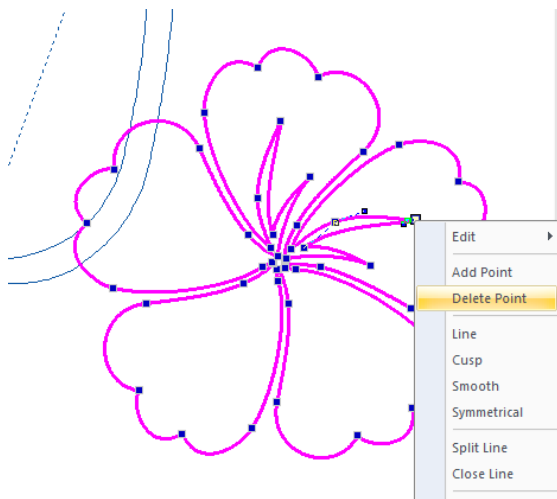 Edit
Add Point
Delete Point
Line
Cusp
Smooth
Symmetrical
Split Line
Close Line